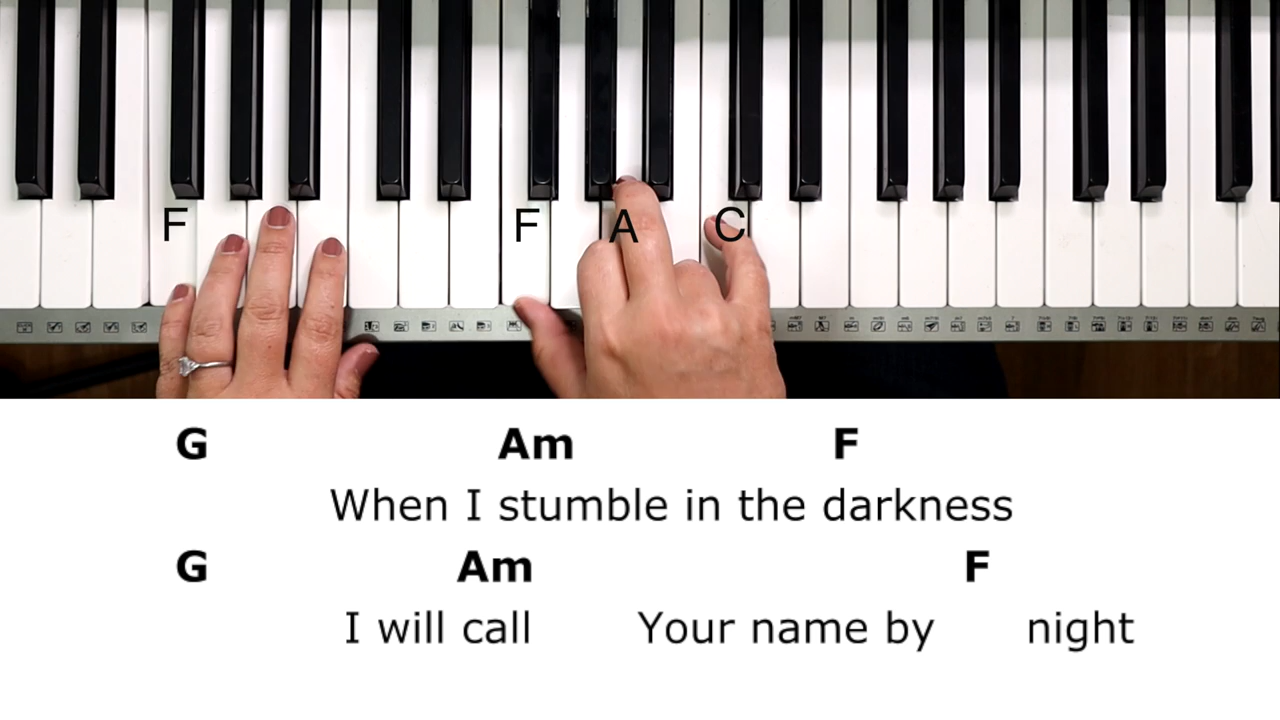 F F A C
G Am F
When I stumble in the darkness
G Am F
I will call Your name by night